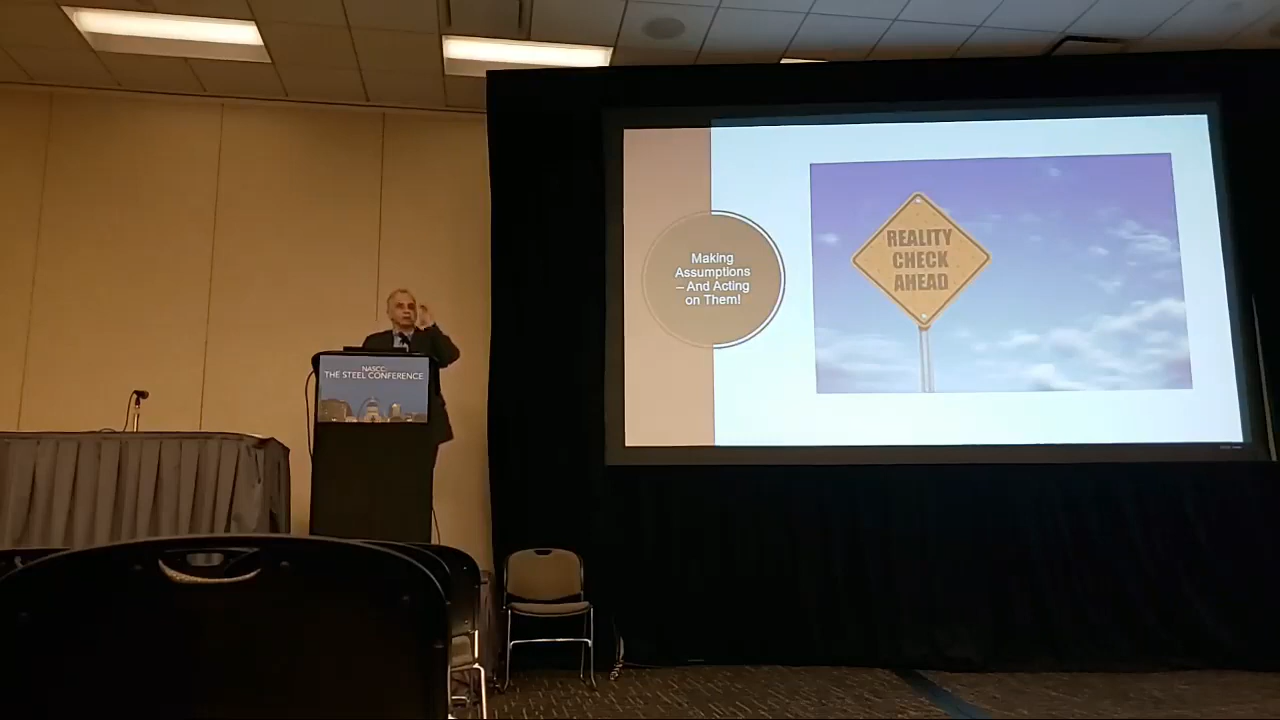 NASCC:
THE STEEL CONFERENCE
Making
Assumptions
– And Acting
on Them!
REALITY
CHECK
AHEAD